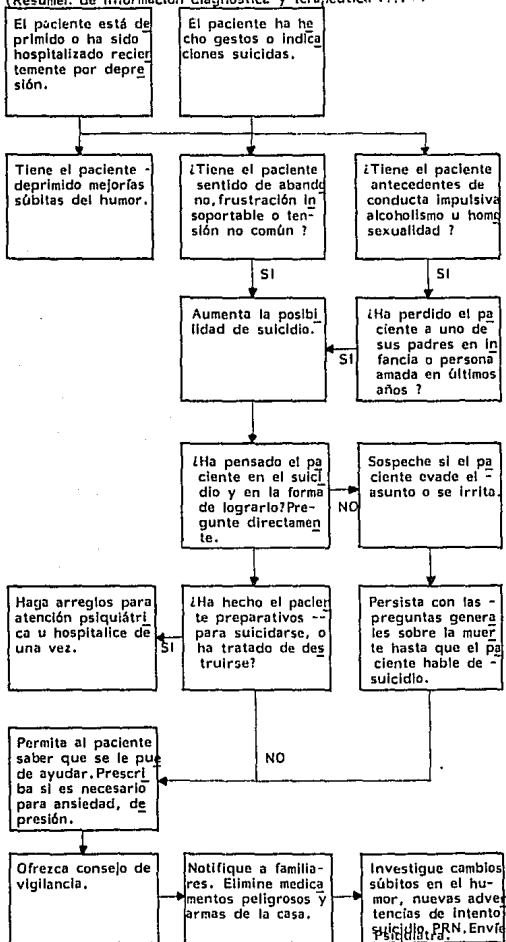 (Resumen de información diagnóstica y terapéutica
El paciente está de
primido o ha sido
hospitalizado recien
temente por depre
sión.
El paciente ha he
cho gestos o indica
ciones suicidas.
Tiene el paciente -
deprimido mejorías
súbitas del humor.
¿Tiene el paciente
sentido de abando
no, frustración in
soportable o ten-
sión no común ?
¿Tiene el paciente
antecedentes de
conducta impulsiva
alcoholismo u homo
sexualidad ?
SI
SI
Aumenta la posibi
lidad de suicidio.
¿Ha perdido el pa
ciente a uno de
sus padres en in
fancia o persona
amada en últimos
años ?
SI
¿Ha pensado el pa
ciente en el suici
dio y en la forma
de lograrlo?Pre-
gunte directamen
te.
NO
Sospeche si el pa
ciente evade el -
asunto o se irrita.
Haga arreglos para
atención psiquiátri
ca u hospitalice de
una vez.
SI
¿Ha hecho el pacien
te preparativos --
para suicidarse, o
ha tratado de des
truirse?
Persista con las -
preguntas genera
les sobre la muer
te hasta que el pa
ciente hable de -
suicidio.
NO
Permita al paciente
saber que se le pue
de ayudar.Prescri
ba si es necesario
para ansiedad, de
presión.
Ofrezca consejo de
vigilancia.
Notifique a familia-
res. Elimine medica
mentos peligrosos y
armas de la casa.
Investigue cambios
súbitos en el hu-
mor, nuevas adver
tencias de intento
suicidio.PRN.Envíe
Psiquiatra.